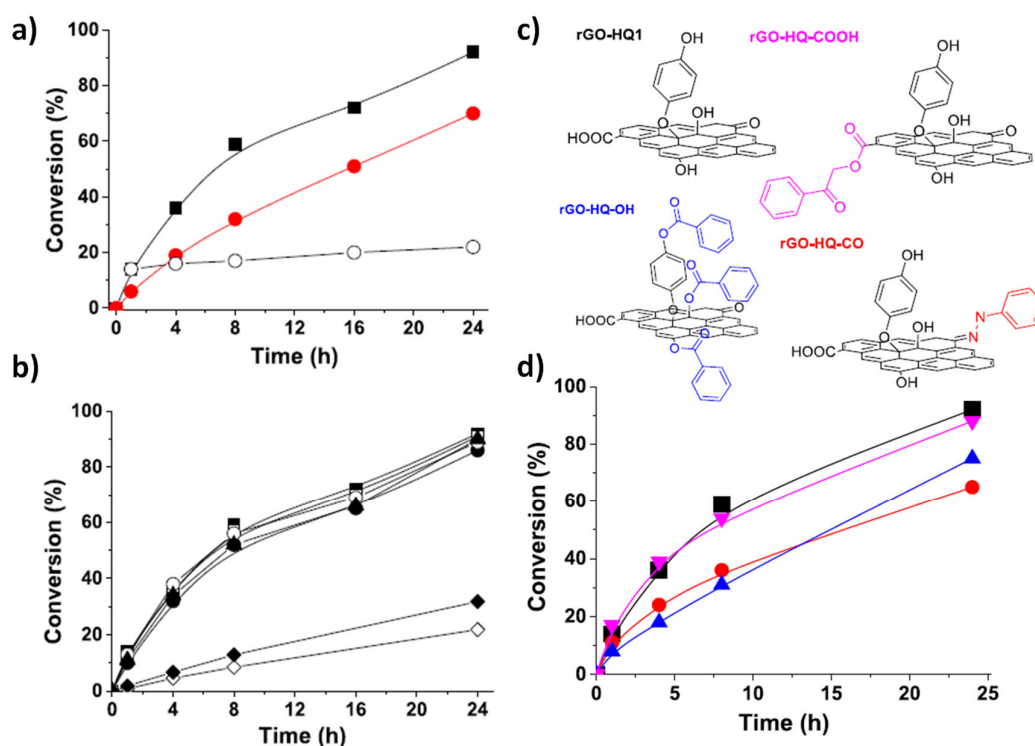 a)
100
80
60
40
20
0
Conversion (%)
0 4 8 12 16 20 24
Time (h)
b)
100
80
60
40
20
0
Conversion (%)
0 4 8 12 16 20 24
Time (h)
c)
rGO-HQ1
OH
O
OH
O
HOOC
OH
rGO-HQ-COOH
OH
O
OH
O
O
O
OH
O
rGO-HQ-OH
O
O
O
O
O
O
HOOC
O
O
rGO-HQ-CO
OH
O
OH
N
N
HOOC
OH
d)
100
80
60
40
20
0
Conversion (%)
0 5 10 15 20 25
Time (h)